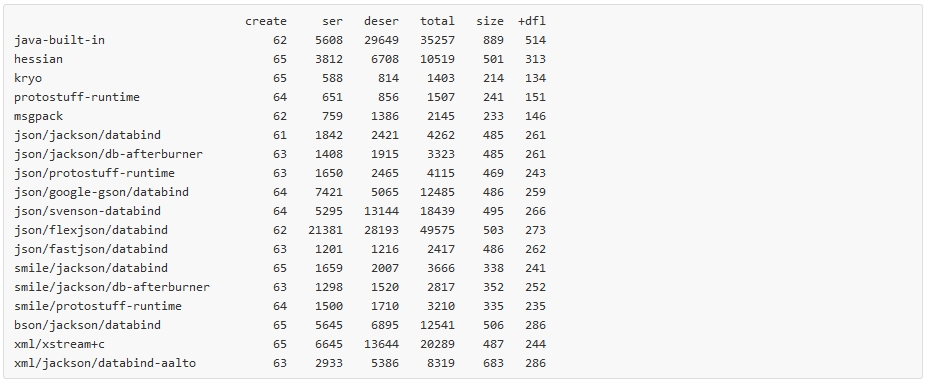 create ser deser total size +dfl
java-built-in 62 5608 29649 35257 889 514
hessian 65 3812 6708 10519 501 313
kryo 65 588 814 1403 214 134
protostuff-runtime 64 651 856 1507 241 151
msgpack 62 759 1386 2145 233 146
json/jackson/databind 61 1842 2421 4262 485 261
json/jackson/db-afterburner 63 1408 1915 3323 485 261
json/protostuff-runtime 63 1650 2465 4115 469 243
json/google-gson/databind 64 7421 5065 12485 486 259
json/svenson-databind 64 5295 13144 18439 495 266
json/flexjson/databind 62 21381 28193 49575 503 273
json/fastjson/databind 63 1201 1216 2417 486 262
smile/jackson/databind 65 1659 2007 3666 338 241
smile/jackson/db-afterburner 63 1298 1520 2817 352 252
smile/protostuff-runtime 64 1500 1710 3210 335 235
bson/jackson/databind 65 5645 6895 12541 506 286
xml/xstream+c 65 6645 13644 20289 487 244
xml/jackson/databind-aalto 63 2933 5386 8319 683 286